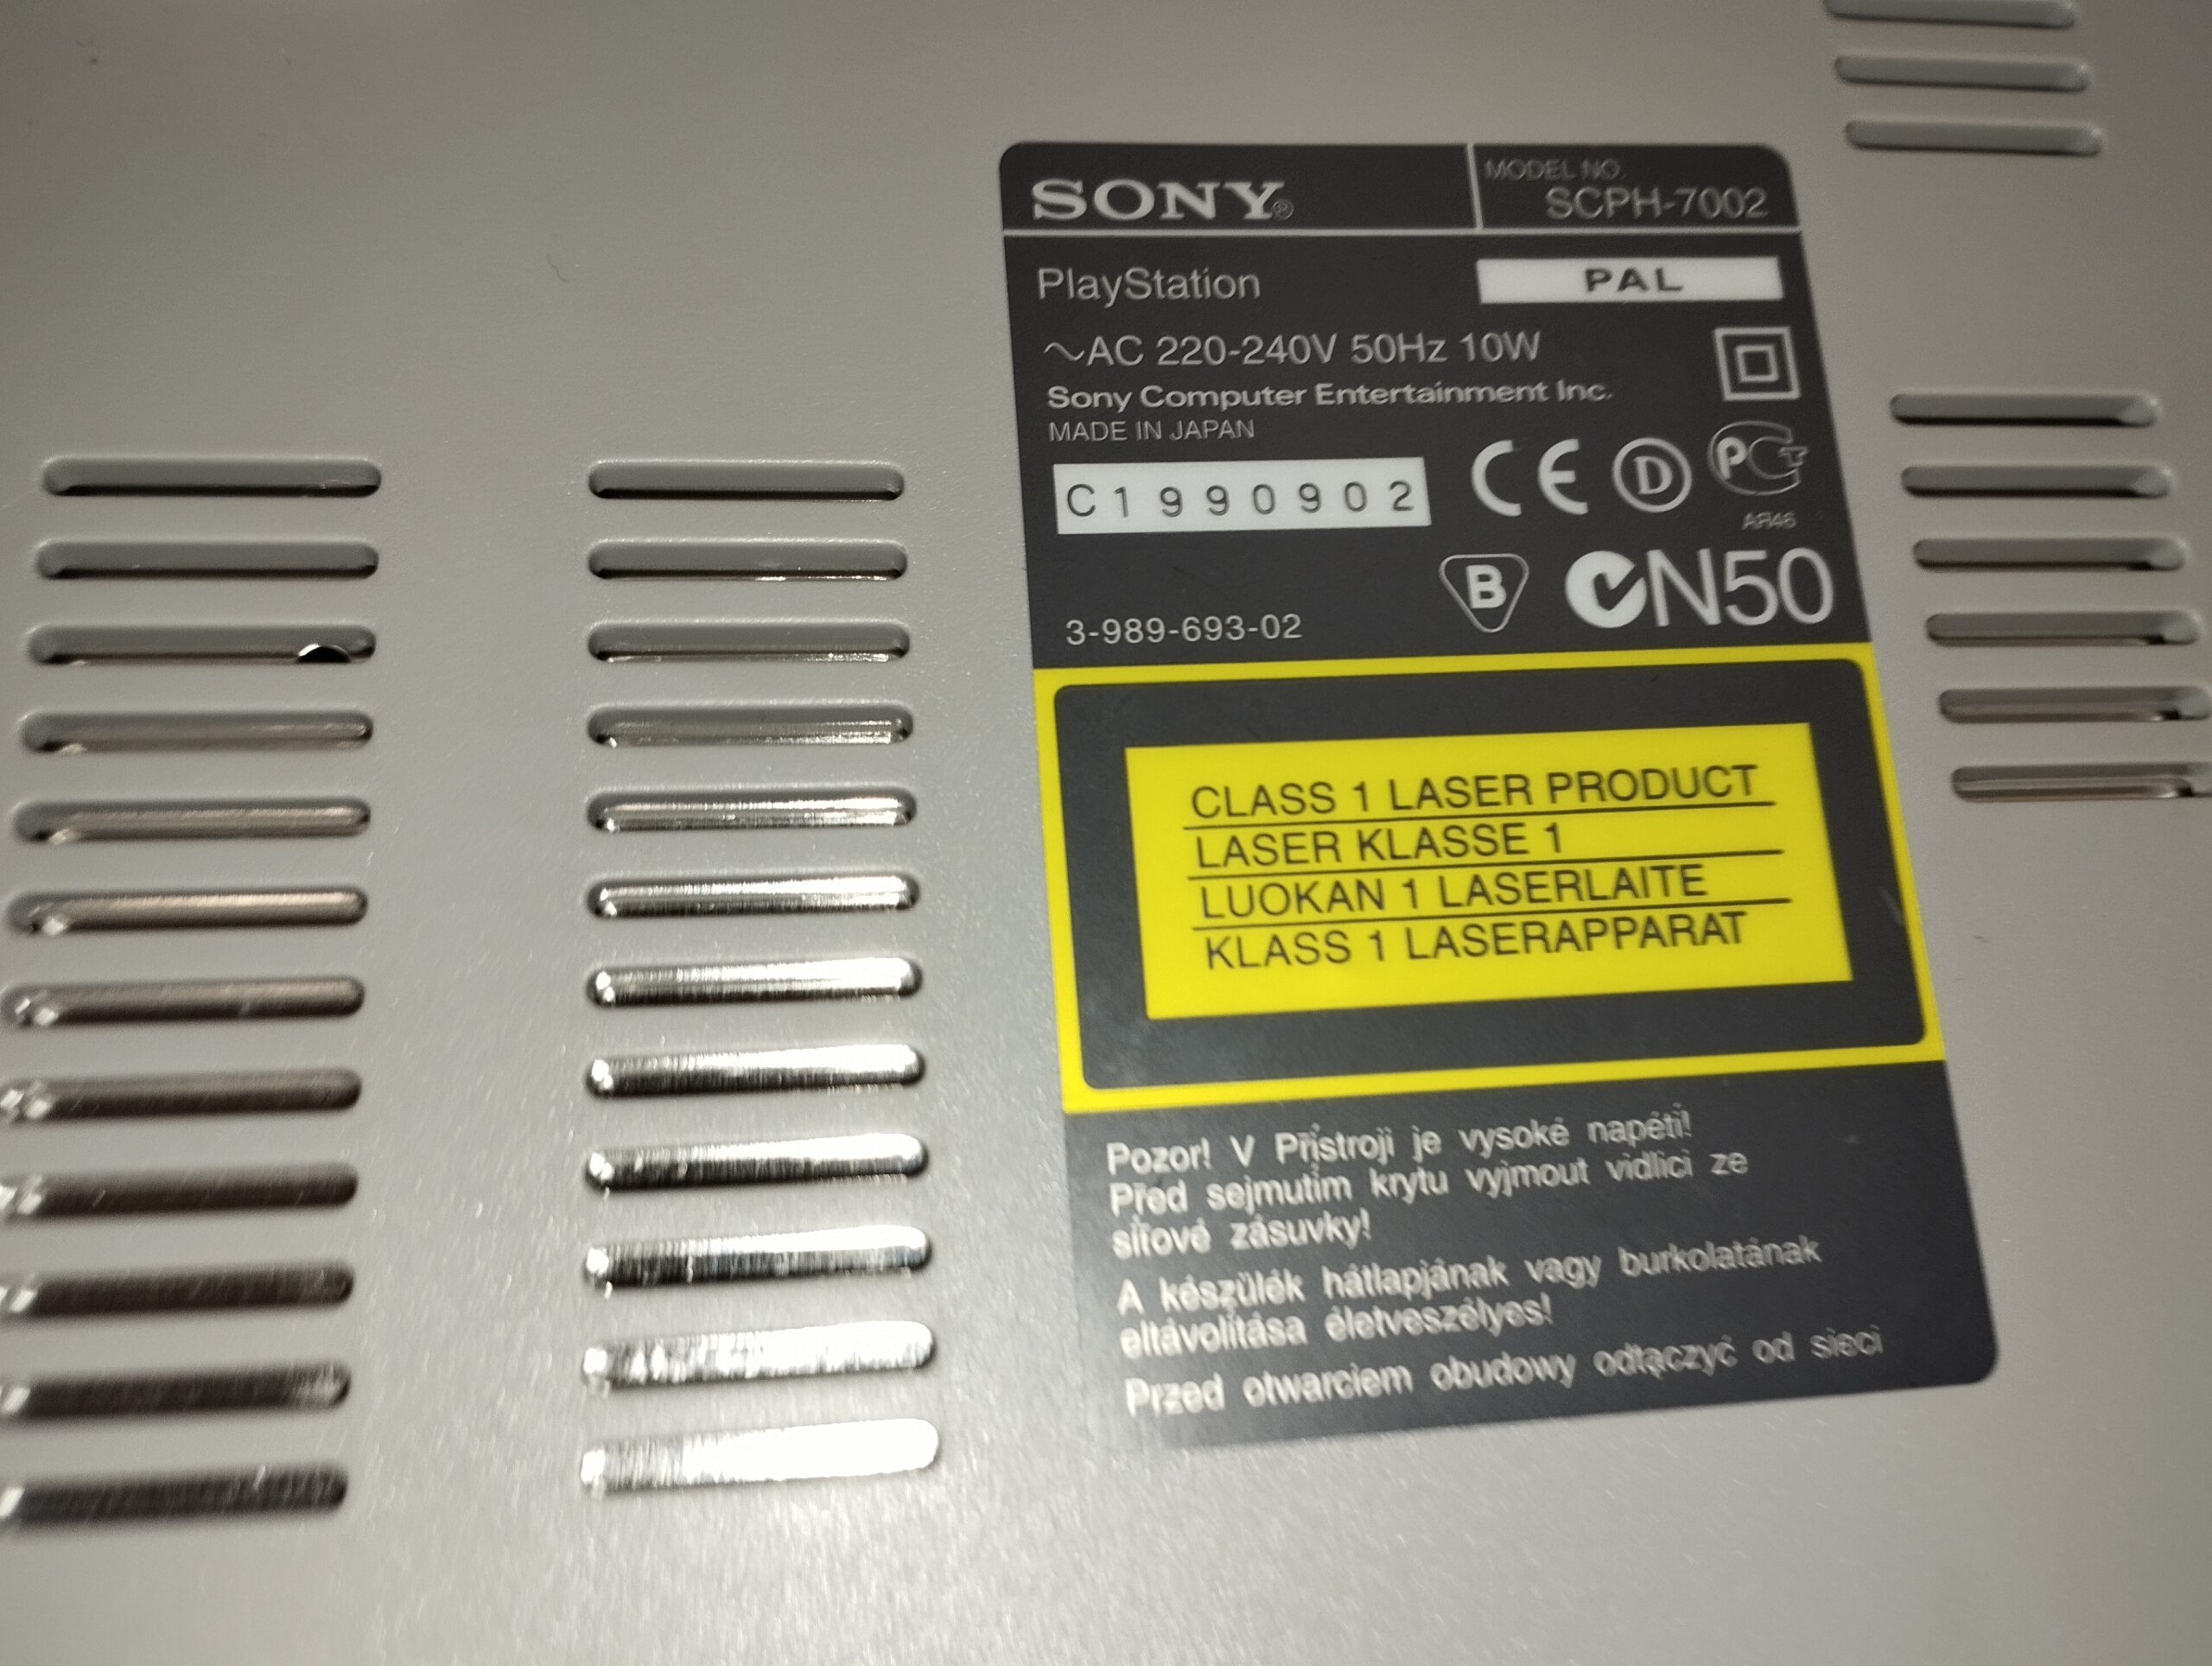 SONY®
MODEL NO.
SCPH-7002
PlayStation
PAL
~AC 220-240V 50Hz 10W
Sony Computer Entertainment Inc.
MADE IN JAPAN
C1990902
CE D PCT
АЯ46
B N50
3-989-693-02
CLASS 1 LASER PRODUCT
LASER KLASSE 1
LUOKAN 1 LASERLAITE
KLASS 1 LASERAPPARAT
Pozor! V Přístroji je vysoké napětí!
Před sejmutím krytu vyjmout vidlici ze
síťové zásuvky!
A készülék hátlapjának vagy burkolatának
eltávolítása életveszélyes!
Przed otwarciem obudowy odłączyć od sieci